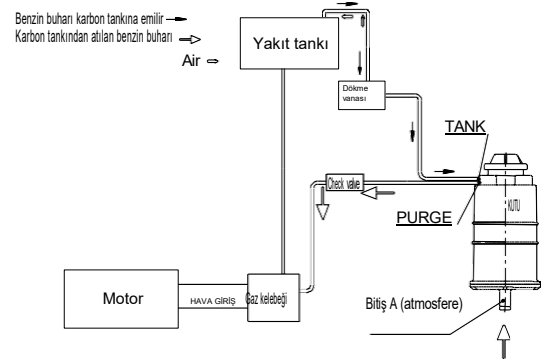 Benzin buharı karbon tankına emilir
Karbon tankından atılan benzin buharı
Air
Yakıt tankı
Dökme
vanası
TANK
Check valve
KUTU
PURGE
Motor
HAVA GİRİŞ
Gaz kelebeği
Bitiş A (atmosfere)